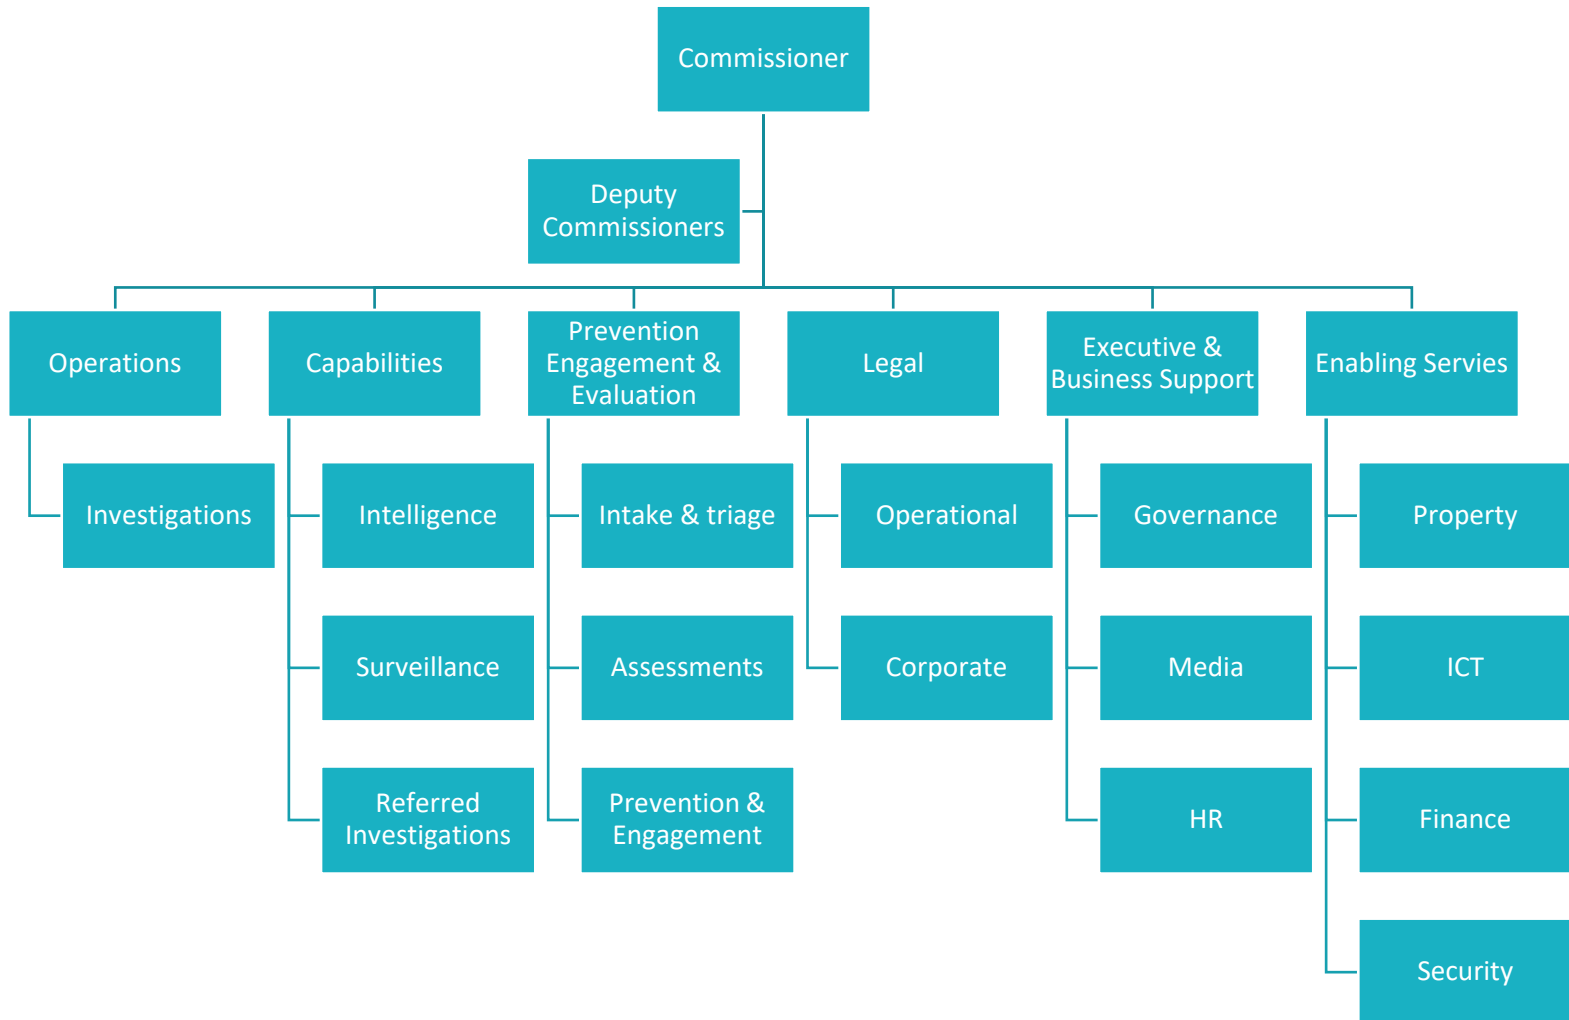 Commissioner
Deputy
Commissioners
Operations
Capabilities
Prevention
Engagement &
Evaluation
Legal
Executive &
Business Support
Enabling Servies
Investigations
Intelligence
Intake & triage
Operational
Governance
Property
Surveillance
Assessments
Corporate
Media
ICT
Referred
Investigations
Prevention &
Engagement
HR
Finance
Security